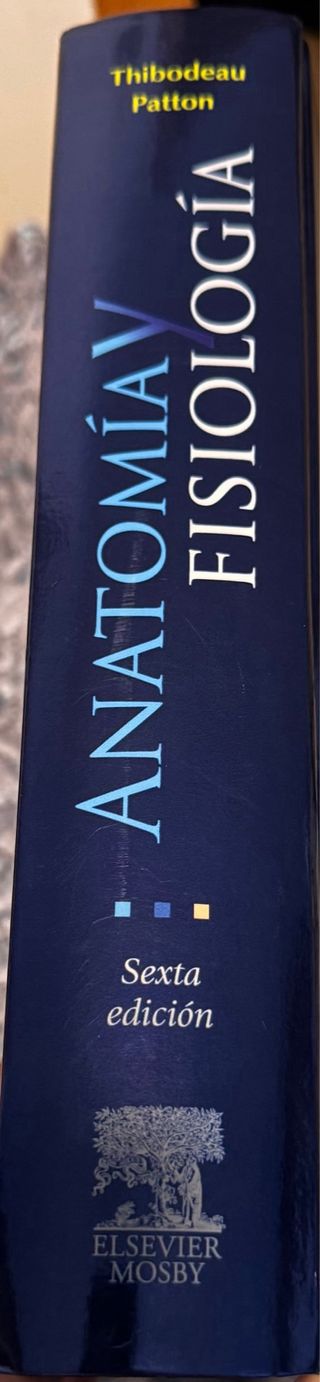 Thibodeau
Patton
ANATOMÍA Y
FISIOLOGÍA
Sexta
edición
ELSEVIER
MOSBY